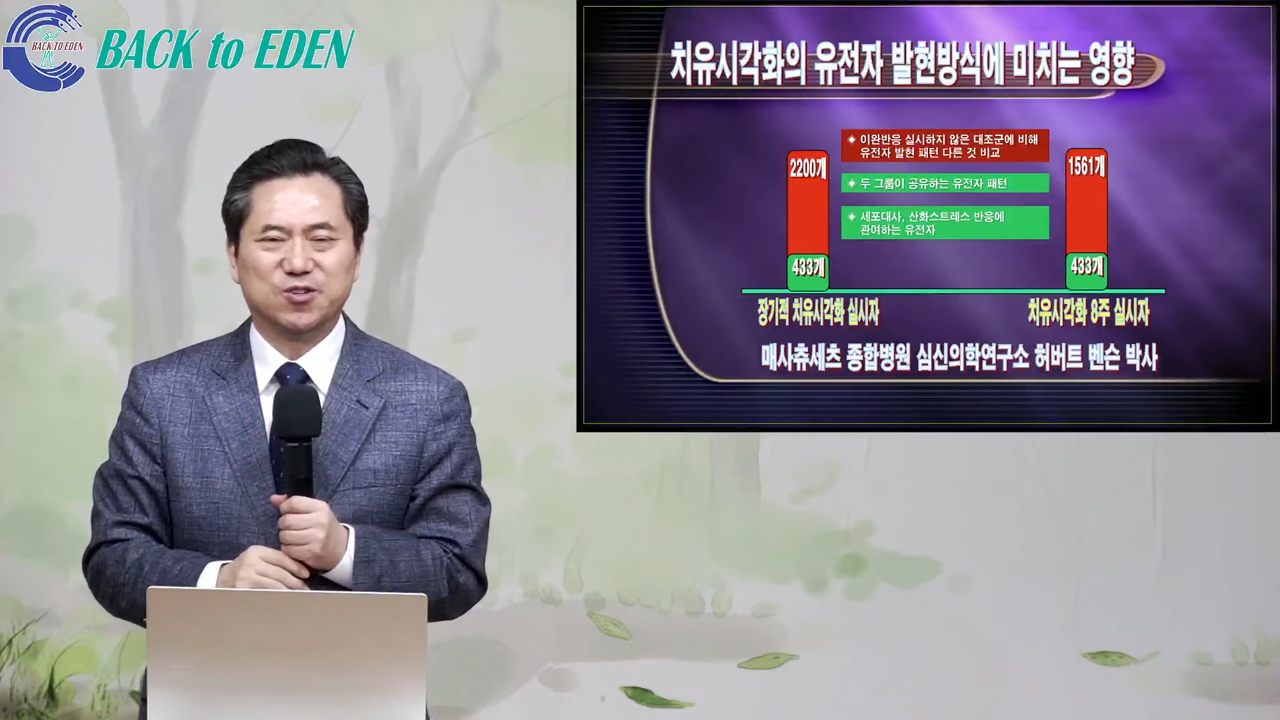 BACK TO EDEN
BACK to EDEN
치유시각화의 유전자 발현방식에 미치는 영향
2200개
◈ 이완반응 실시하지 않은 대조군에 비해
유전자 발현 패턴 다른 것 비교
1561개
◈ 두 그룹이 공유하는 유전자 패턴
◈ 세포대사, 산화스트레스 반응에
관여하는 유전자
433개
433개
장기적 치유시각화 실시자
치유시각화 8주 실시자
매사츄세츠 종합병원 심신의학연구소 허버트 벤슨 박사